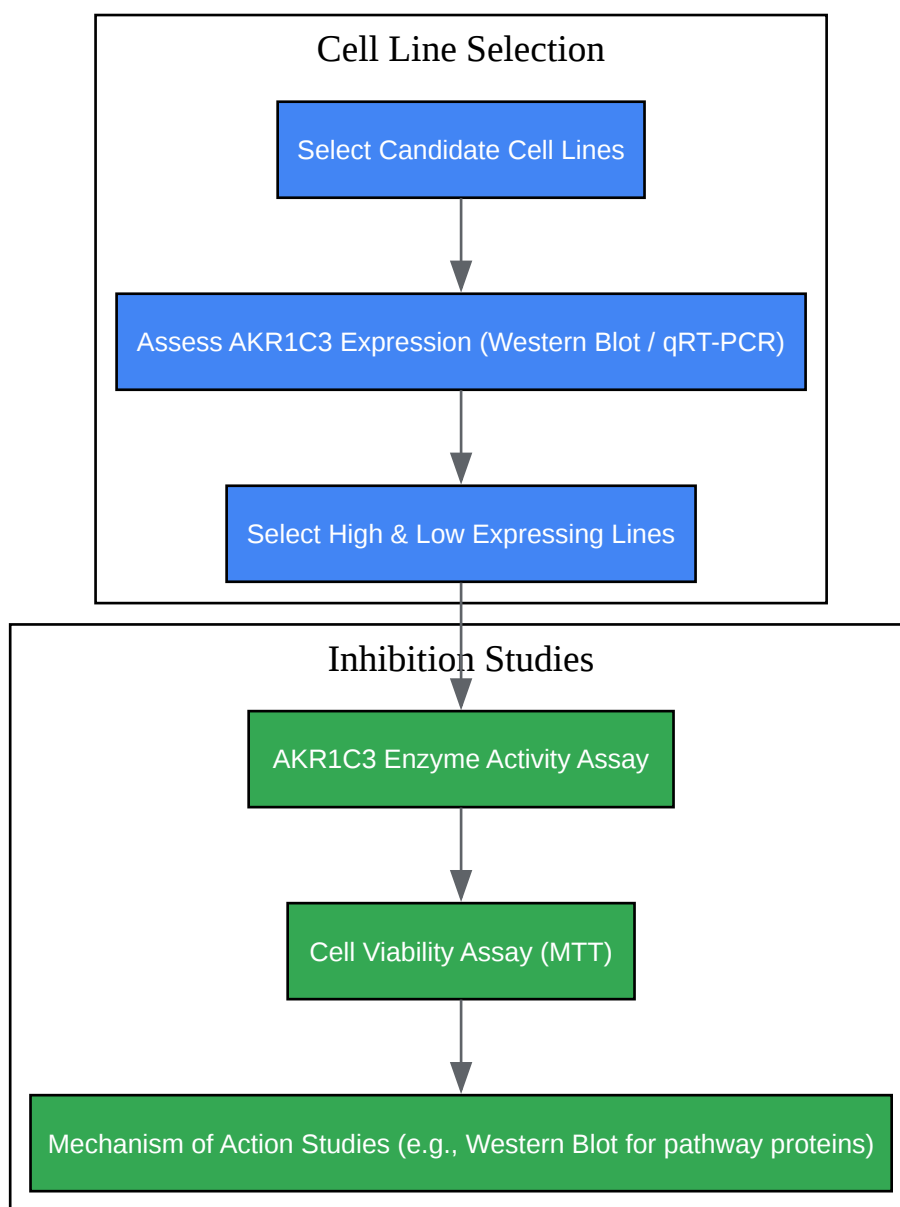 Cell Line Selection
Select Candidate Cell Lines
Assess AKR1C3 Expression (Western Blot / qRT-PCR)
Select High & Low Expressing Lines
Inhibition Studies
AKR1C3 Enzyme Activity Assay
Cell Viability Assay (MTT)
Mechanism of Action Studies (e.g., Western Blot for pathway proteins)